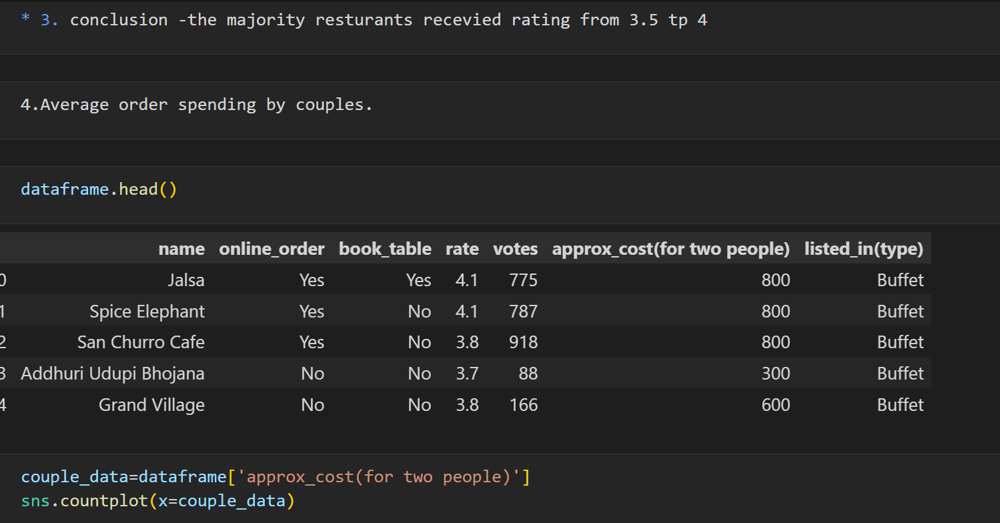 * 3. conclusion -the majority resturants recevied rating from 3.5 tp 4
4.Average order spending by couples.
dataframe.head()
name online_order book_table rate votes approx_cost(for two people) listed_in(type)
0 Jalsa Yes Yes 4.1 775 800 Buffet
1 Spice Elephant Yes No 4.1 787 800 Buffet
2 San Churro Cafe Yes No 3.8 918 800 Buffet
3 Addhuri Udupi Bhojana No No 3.7 88 300 Buffet
4 Grand Village No No 3.8 166 600 Buffet
couple_data=dataframe['approx_cost(for two people)']
sns.countplot(x=couple_data)